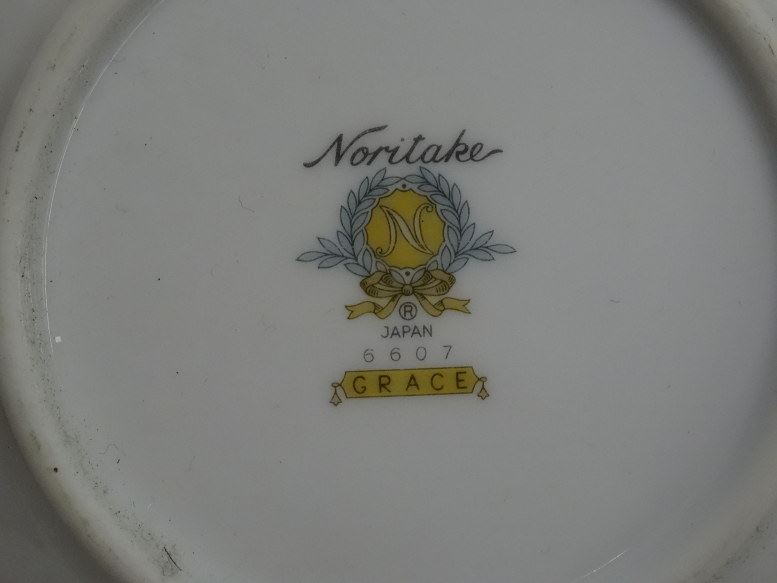 Noritake
N
®
JAPAN
6607
GRACE